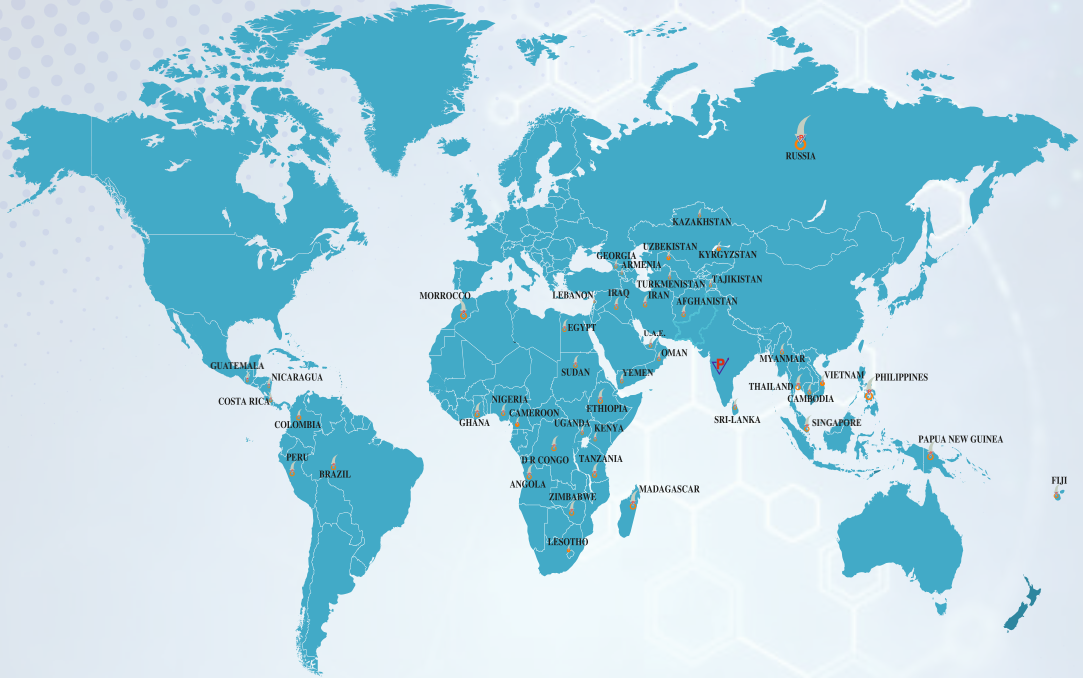 RUSSIA
KAZAKHSTAN
UZBEKISTAN
KYRGYZSTAN
GEORGIA
ARMENIA
TAJIKISTAN
TURKMENISTAN
LEBANON
IRAQ
IRAN
AFGHANISTAN
MORROCCO
EGYPT
U.A.E.
OMAN
MYANMAR
P
GUATEMALA
NICARAGUA
SUDAN
YEMEN
THAILAND
VIETNAM
PHILIPPINES
CAMBODIA
COSTA RICA
COLOMBIA
NIGERIA
ETHIOPIA
GHANA
CAMEROON
UGANDA
KENYA
SRI-LANKA
SINGAPORE
PAPUA NEW GUINEA
PERU
BRAZIL
D R CONGO
TANZANIA
ANGOLA
ZIMBABWE
MADAGASCAR
FIJI
LESOTHO